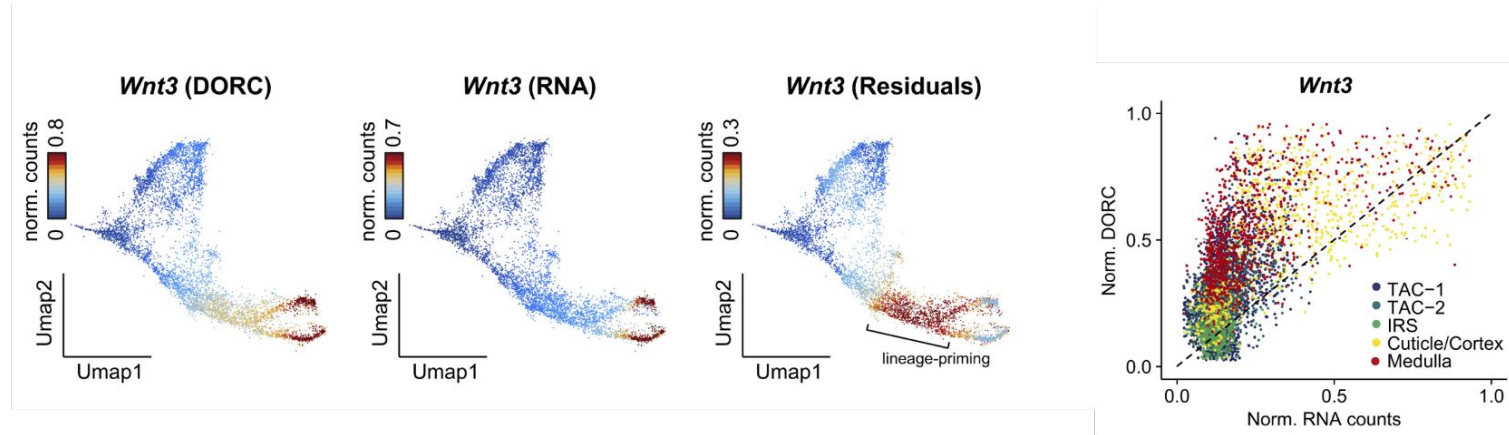 Wnt3 (DORC)
norm. counts
0
0.8
Umap2
Umap1
Wnt3 (RNA)
norm. counts
0
0.7
Umap2
Umap1
Wnt3 (Residuals)
norm. counts
0
0.3
Umap2
Umap1
lineage-priming
Wnt3
Norm. DORC
1.0
0.5
0.0
TAC−1
TAC−2
IRS
Cuticle/Cortex
Medulla
0.0
0.5
1.0
Norm. RNA counts